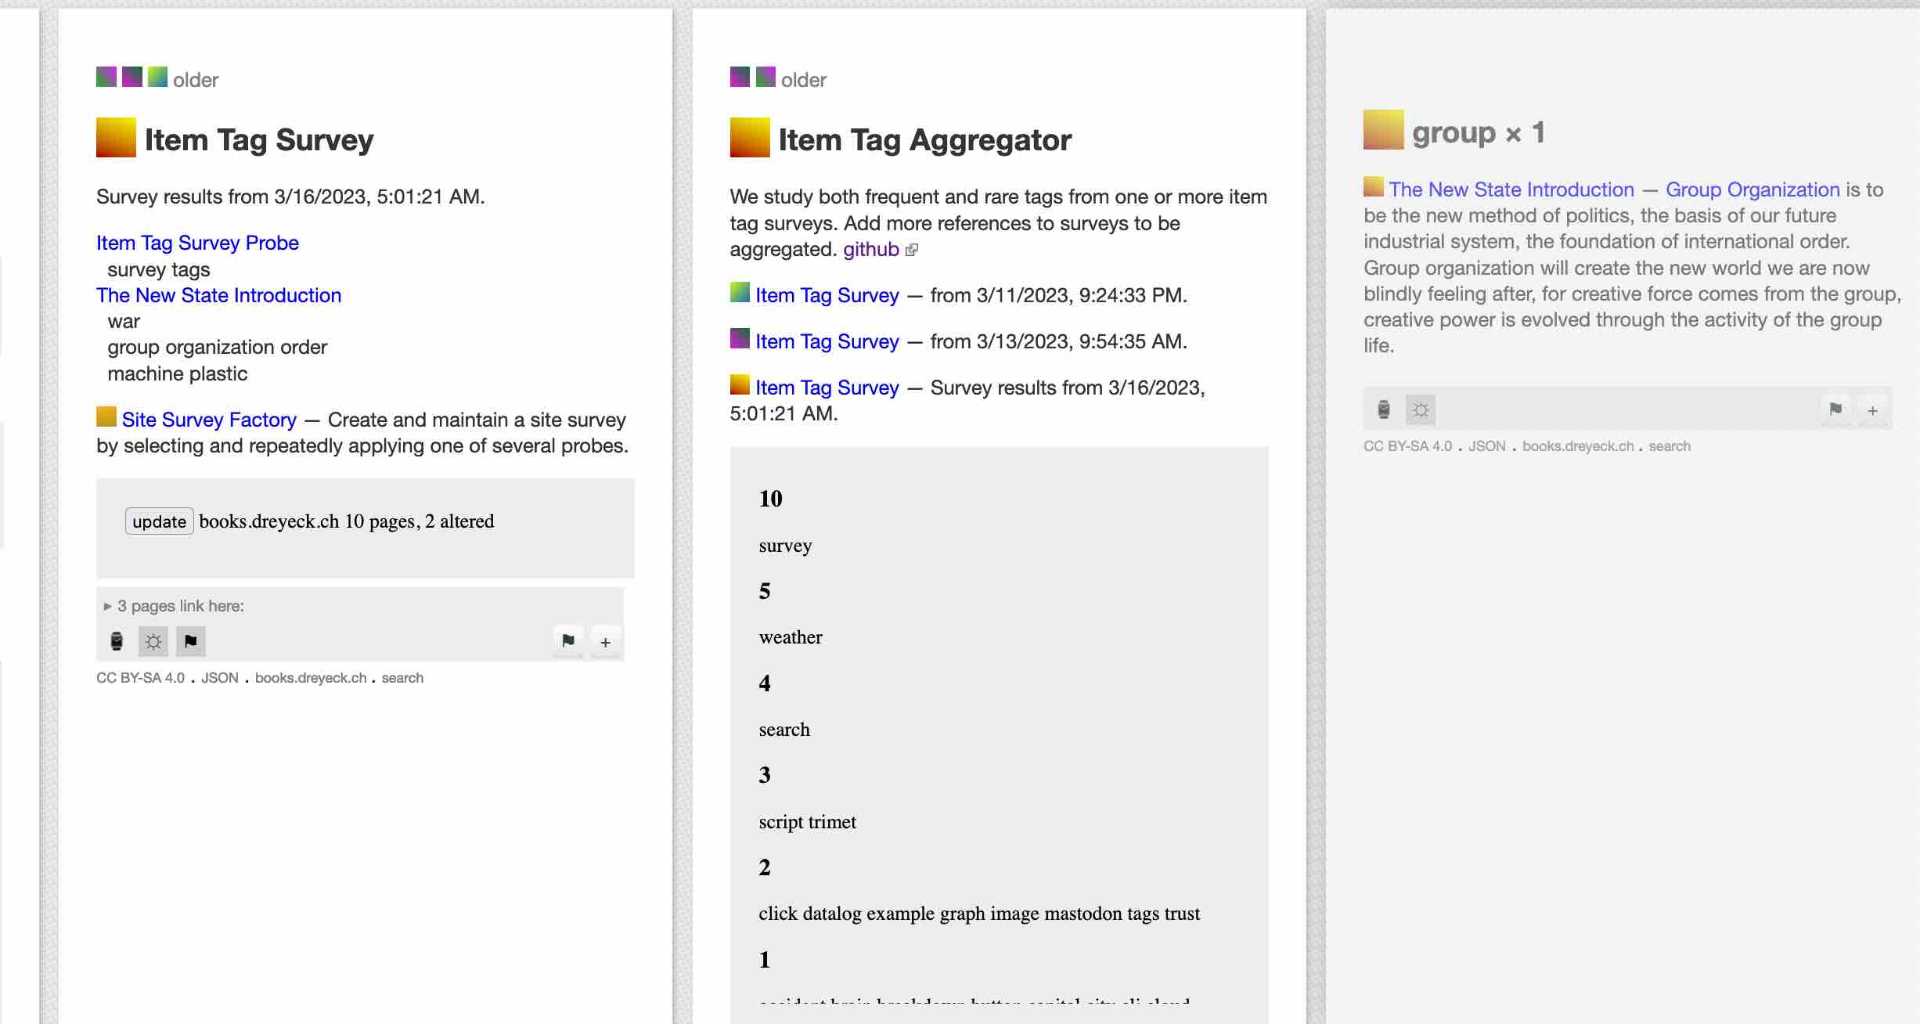 older
Item Tag Survey
Survey results from 3/16/2023, 5:01:21 AM.
Item Tag Survey Probe
survey tags
The New State Introduction
war
group organization order
machine plastic
Site Survey Factory — Create and maintain a site survey
by selecting and repeatedly applying one of several probes.
update books.dreyeck.ch 10 pages, 2 altered
▸ 3 pages link here:
+
CC BY-SA 4.0 . JSON . books.dreyeck.ch . search
older
Item Tag Aggregator
We study both frequent and rare tags from one or more item
tag surveys. Add more references to surveys to be
aggregated. github
Item Tag Survey — from 3/11/2023, 9:24:33 PM.
Item Tag Survey — from 3/13/2023, 9:54:35 AM.
Item Tag Survey — Survey results from 3/16/2023,
5:01:21 AM.
10
survey
5
weather
4
search
3
script trimet
2
click datalog example graph image mastodon tags trust
1
group × 1
The New State Introduction — Group Organization is to
be the new method of politics, the basis of our future
industrial system, the foundation of international order.
Group organization will create the new world we are now
blindly feeling after, for creative force comes from the group,
creative power is evolved through the activity of the group
life.
+
CC BY-SA 4.0 . JSON . books.dreyeck.ch . search